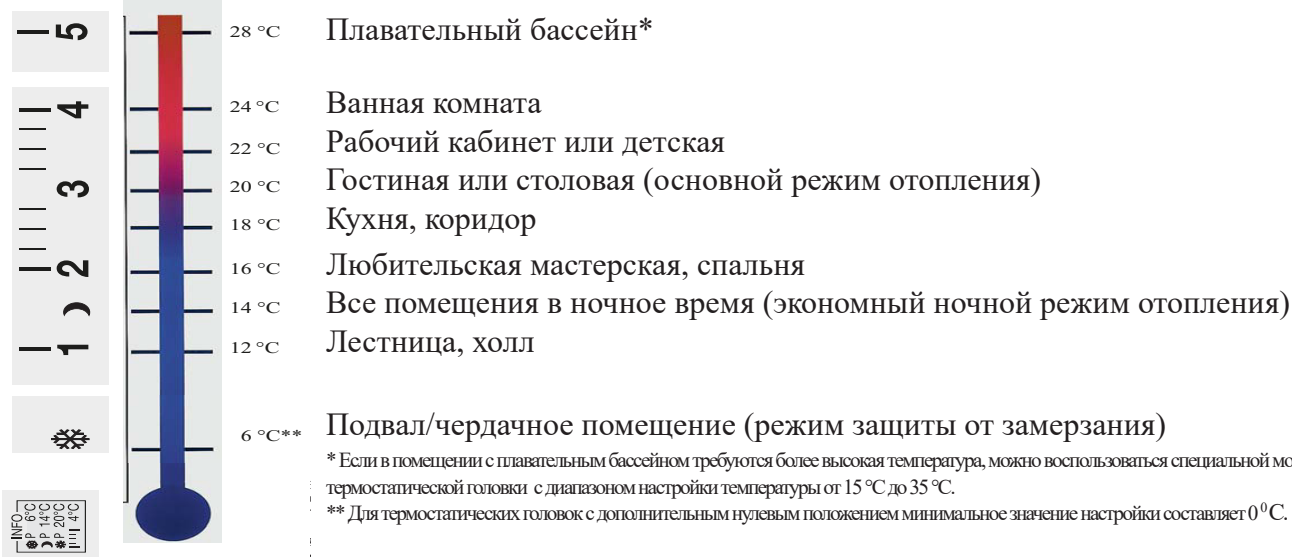 5 28 °C Плавательный бассейн*
4 24 °C Ванная комната
22 °C Рабочий кабинет или детская
3 20 °C Гостиная или столовая (основной режим отопления)
18 °C Кухня, коридор
2 16 °C Любительская мастерская, спальня
14 °C Все помещения в ночное время (экономный ночной режим отопления)
1 12 °C Лестница, холл
6 °C** Подвал/чердачное помещение (режим защиты от замерзания)
* Если в помещении с плавательным бассейном требуются более высокая температура, можно воспользоваться специальной мо
термостатической головки с диапазоном настройки температуры от 15 °C до 35 °C.
** Для термостатических головок с дополнительным нулевым положением минимальное значение настройки составляет 0 ⁰C.
INFO
❄ P 6°C
☽ P 14°C
☀ P 20°C
4°C